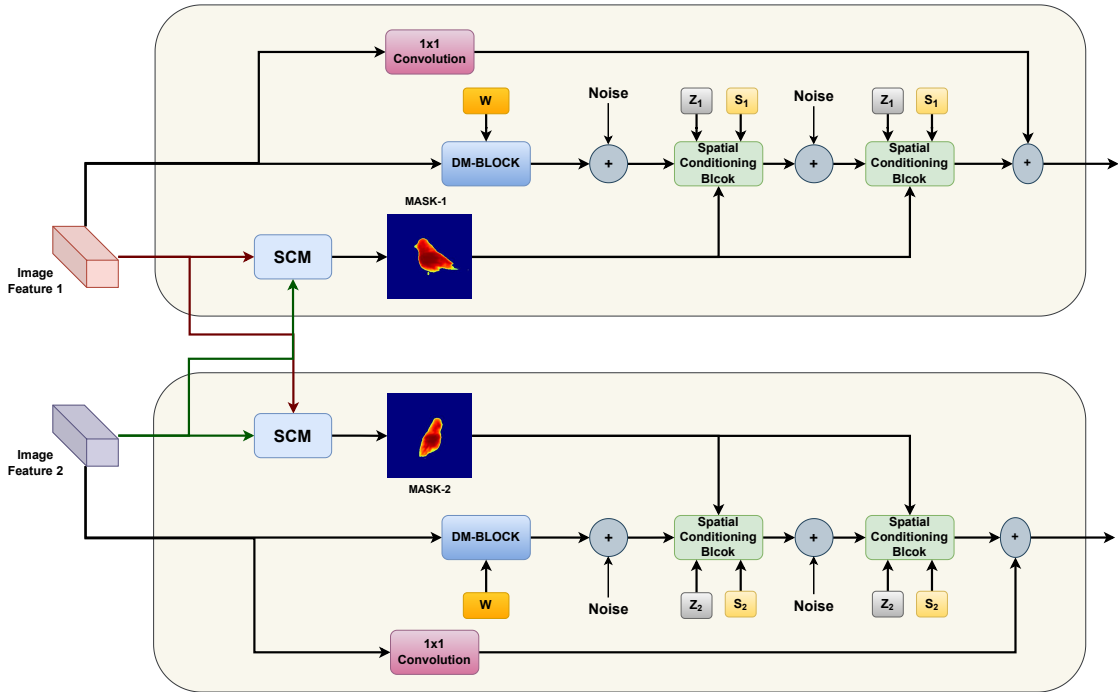 1x1
Convolution
W
Noise
Z1
S1
Noise
Z1
S1
DM-BLOCK
+
Spatial
Conditioning
Blcok
+
Spatial
Conditioning
Blcok
+
MASK-1
Image
Feature 1
SCM
Image
Feature 2
SCM
MASK-2
DM-BLOCK
+
Spatial
Conditioning
Blcok
+
Spatial
Conditioning
Blcok
+
W
Noise
Z2
S2
Noise
Z2
S2
1x1
Convolution